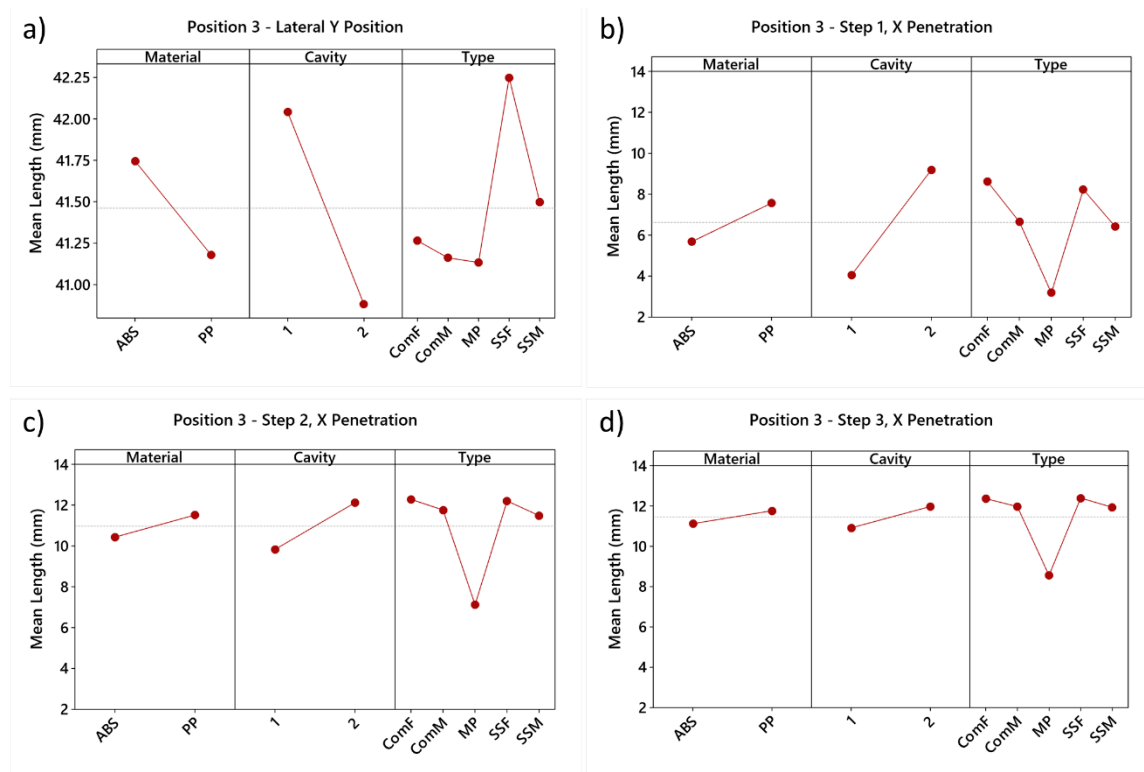 a)
Position 3 - Lateral Y Position
Material Cavity Type
Mean Length (mm)
42.25
42.00
41.75
41.50
41.25
41.00
ABS PP 1 2 ComF ComM MP SSF SSM
b)
Position 3 - Step 1, X Penetration
Material Cavity Type
Mean Length (mm)
14
12
10
8
6
4
2
ABS PP 1 2 ComF ComM MP SSF SSM
c)
Position 3 - Step 2, X Penetration
Material Cavity Type
Mean Length (mm)
14
12
10
8
6
4
2
ABS PP 1 2 ComF ComM MP SSF SSM
d)
Position 3 - Step 3, X Penetration
Material Cavity Type
Mean Length (mm)
14
12
10
8
6
4
2
ABS PP 1 2 ComF ComM MP SSF SSM